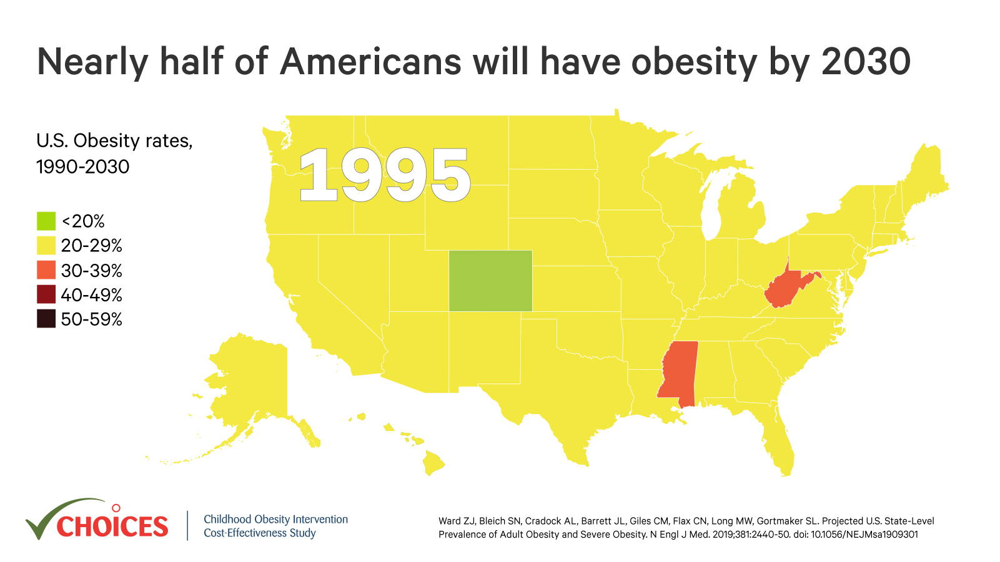 Nearly half of Americans will have obesity by 2030
U.S. Obesity rates,
1990-2030
1995
<20%
20-29%
30-39%
40-49%
50-59%
CHOICES
Childhood Obesity Intervention
Cost-Effectiveness Study
Ward ZJ, Bleich SN, Cradock AL, Barrett JL, Giles CM, Flax CN, Long MW, Gortmaker SL. Projected U.S. State-Level
Prevalence of Adult Obesity and Severe Obesity. N Engl J Med. 2019;381:2440-50. doi: 10.1056/NEJMsa1909301